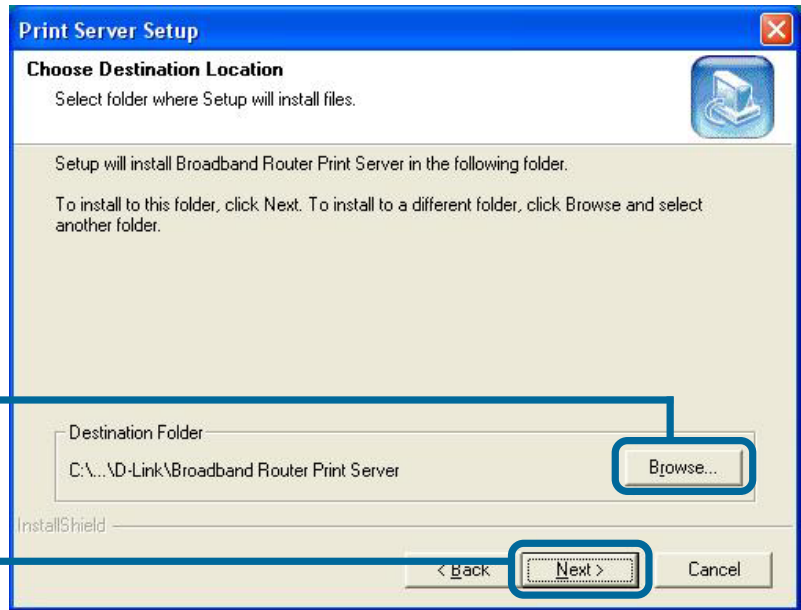 Print Server Setup
Choose Destination Location
Select folder where Setup will install files.
Setup will install Broadband Router Print Server in the following folder.
To install to this folder, click Next. To install to a different folder, click Browse and select
another folder.
Destination Folder
C:\...\D-Link\Broadband Router Print Server
Browse...
InstallShield
< Back
Next >
Cancel